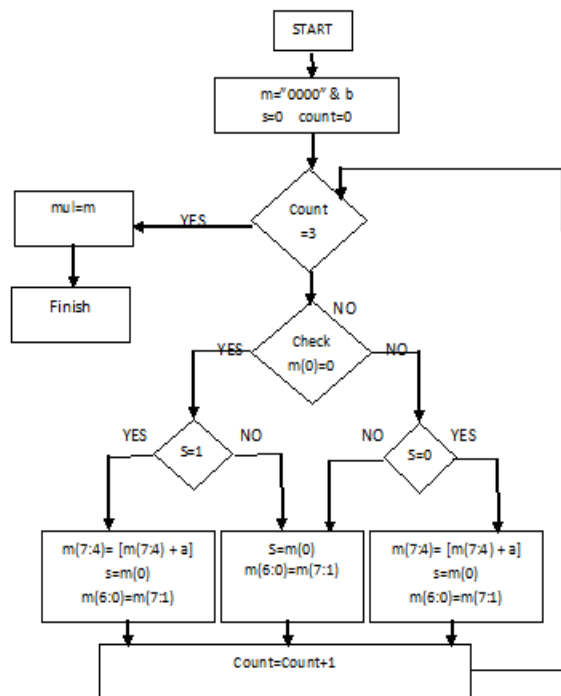 START
m="0000" & b
s=0 count=0
Count
=3
YES
mul=m
Finish
NO
Check
m(0)=0
YES
NO
YES
S=1
NO
NO
S=0
YES
m(7:4)= [m(7:4) + a]
s=m(0)
m(6:0)=m(7:1)
S=m(0)
m(6:0)=m(7:1)
m(7:4)= [m(7:4) + a]
s=m(0)
m(6:0)=m(7:1)
Count=Count+1